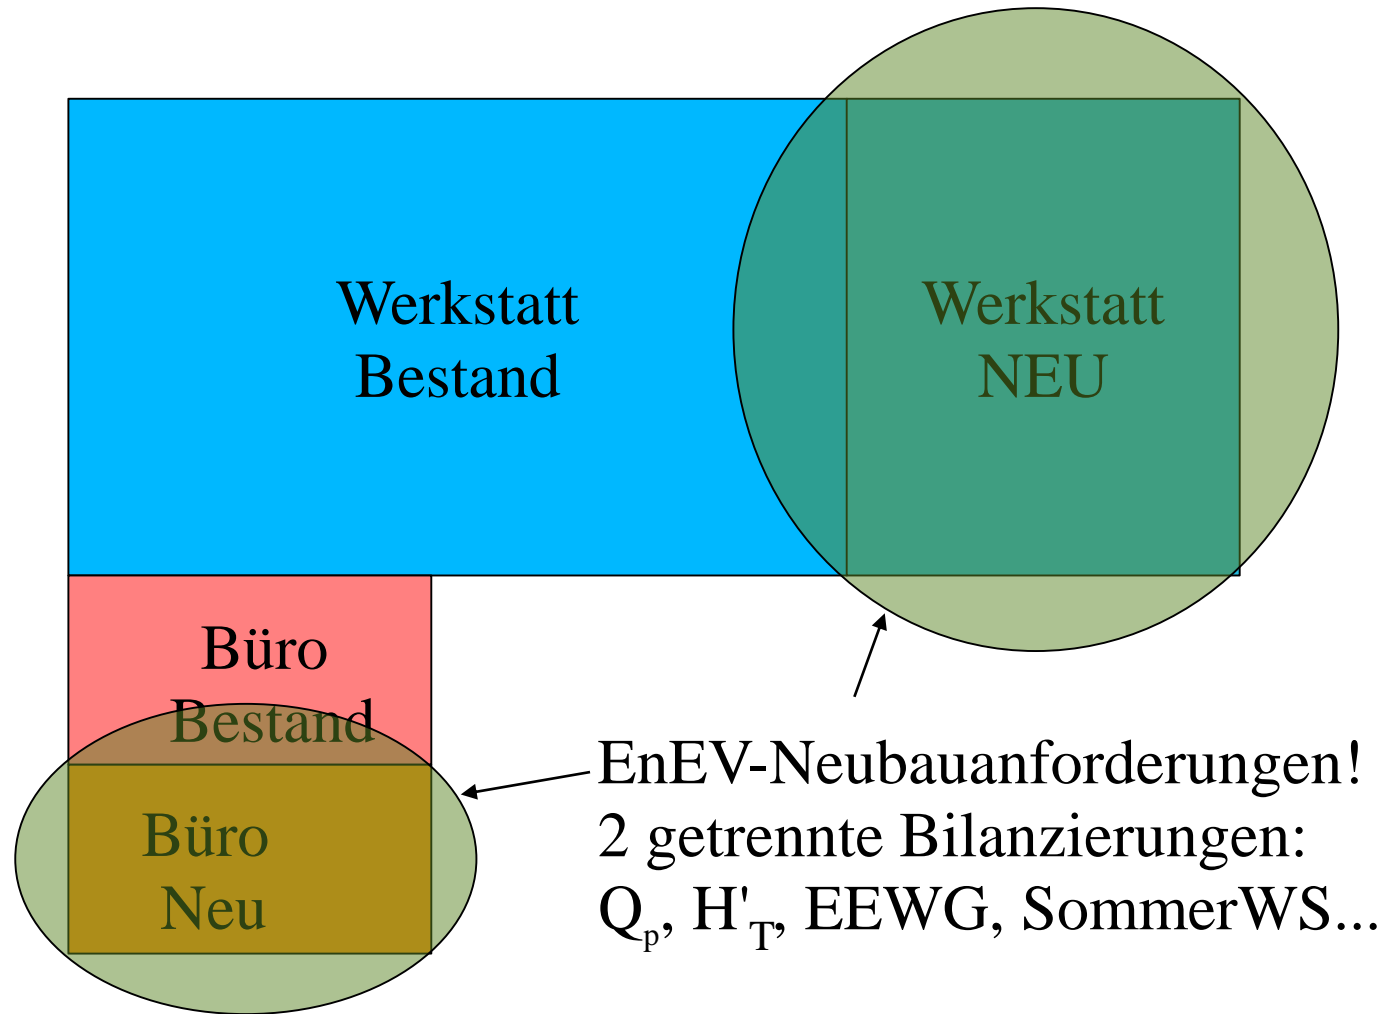 Werkstatt
Bestand
Werkstatt
NEU
Büro
Bestand
Büro
Neu
EnEV-Neubauanforderungen!
2 getrennte Bilanzierungen:
Qp, H'T, EEWG, SommerWS...